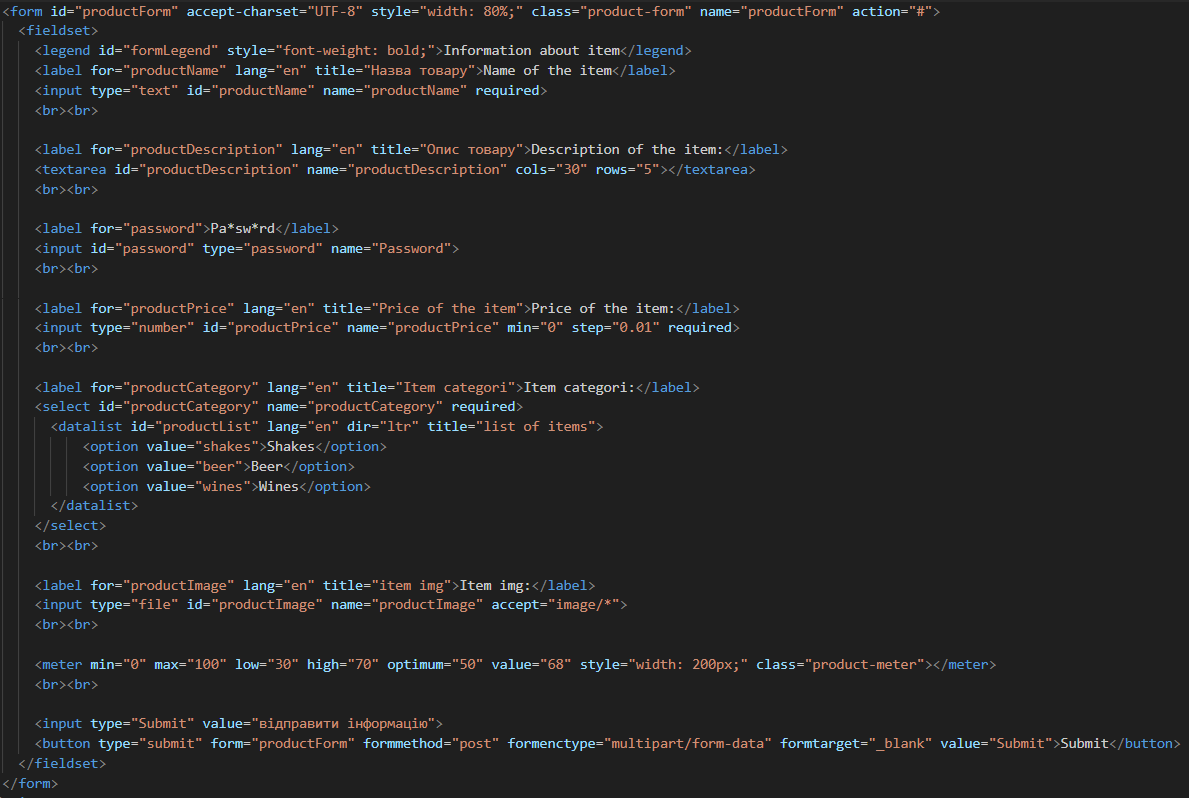 <form id="productForm" accept-charset="UTF-8" style="width: 80%;" class="product-form" name="productForm" action="#">
<fieldset>
<legend id="formLegend" style="font-weight: bold;">Information about item</legend>
<label for="productName" lang="en" title="Назва товару">Name of the item</label>
<input type="text" id="productName" name="productName" required>
<br><br>
<label for="productDescription" lang="en" title="Опис товару">Description of the item:</label>
<textarea id="productDescription" name="productDescription" cols="30" rows="5"></textarea>
<br><br>
<label for="password">Pa*sw*rd</label>
<input id="password" type="password" name="Password">
<br><br>
<label for="productPrice" lang="en" title="Price of the item">Price of the item:</label>
<input type="number" id="productPrice" name="productPrice" min="0" step="0.01" required>
<br><br>
<label for="productCategory" lang="en" title="Item categori">Item categori:</label>
<select id="productCategory" name="productCategory" required>
<datalist id="productList" lang="en" dir="ltr" title="list of items">
<option value="shakes">Shakes</option>
<option value="beer">Beer</option>
<option value="wines">Wines</option>
</datalist>
</select>
<br><br>
<label for="productImage" lang="en" title="item img">Item img:</label>
<input type="file" id="productImage" name="productImage" accept="image/*">
<br><br>
<meter min="0" max="100" low="30" high="70" optimum="50" value="68" style="width: 200px;" class="product-meter"></meter>
<br><br>
<input type="Submit" value="відправити інформацію">
<button type="submit" form="productForm" formmethod="post" formenctype="multipart/form-data" formtarget="_blank" value="Submit">Submit</button>
</fieldset>
</form>